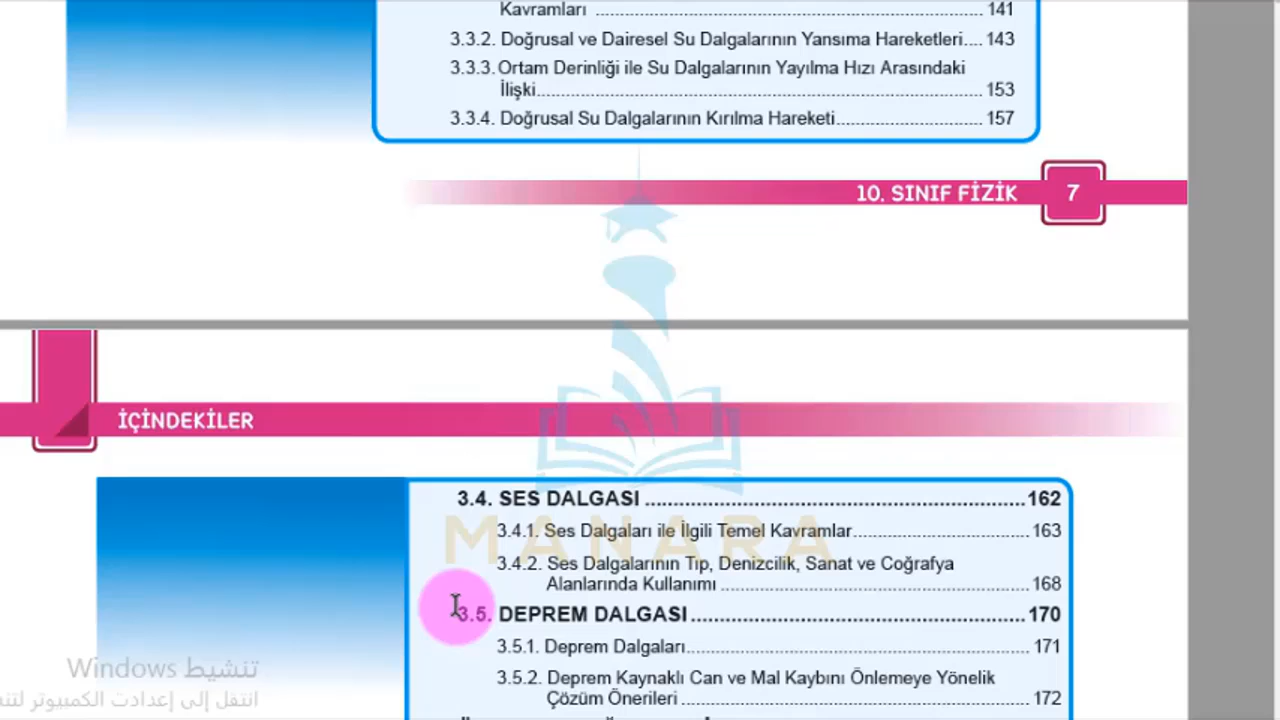 Kavramları ........ 141
3.3.2. Doğrusal ve Dairesel Su Dalgalarının Yansıma Hareketleri.... 143
3.3.3. Ortam Derinliği ile Su Dalgalarının Yayılma Hızı Arasındaki
İlişki........ 153
3.3.4. Doğrusal Su Dalgalarının Kırılma Hareketi........ 157
10. SINIF FİZİK 7
İÇİNDEKİLER
3.4. SES DALGASI ........ 162
MANARA
3.4.1. Ses Dalgaları ile İlgili Temel Kavramlar........ 163
3.4.2. Ses Dalgalarının Tıp, Denizcilik, Sanat ve Coğrafya
Alanlarında Kullanımı ........ 168
3.5. DEPREM DALGASI ........ 170
3.5.1. Deprem Dalgaları........ 171
3.5.2. Deprem Kaynaklı Can ve Mal Kaybını Önlemeye Yönelik
Çözüm Önerileri ........ 172
تنشيط Windows
انتقل إلى إعدادات الكمبيوتر